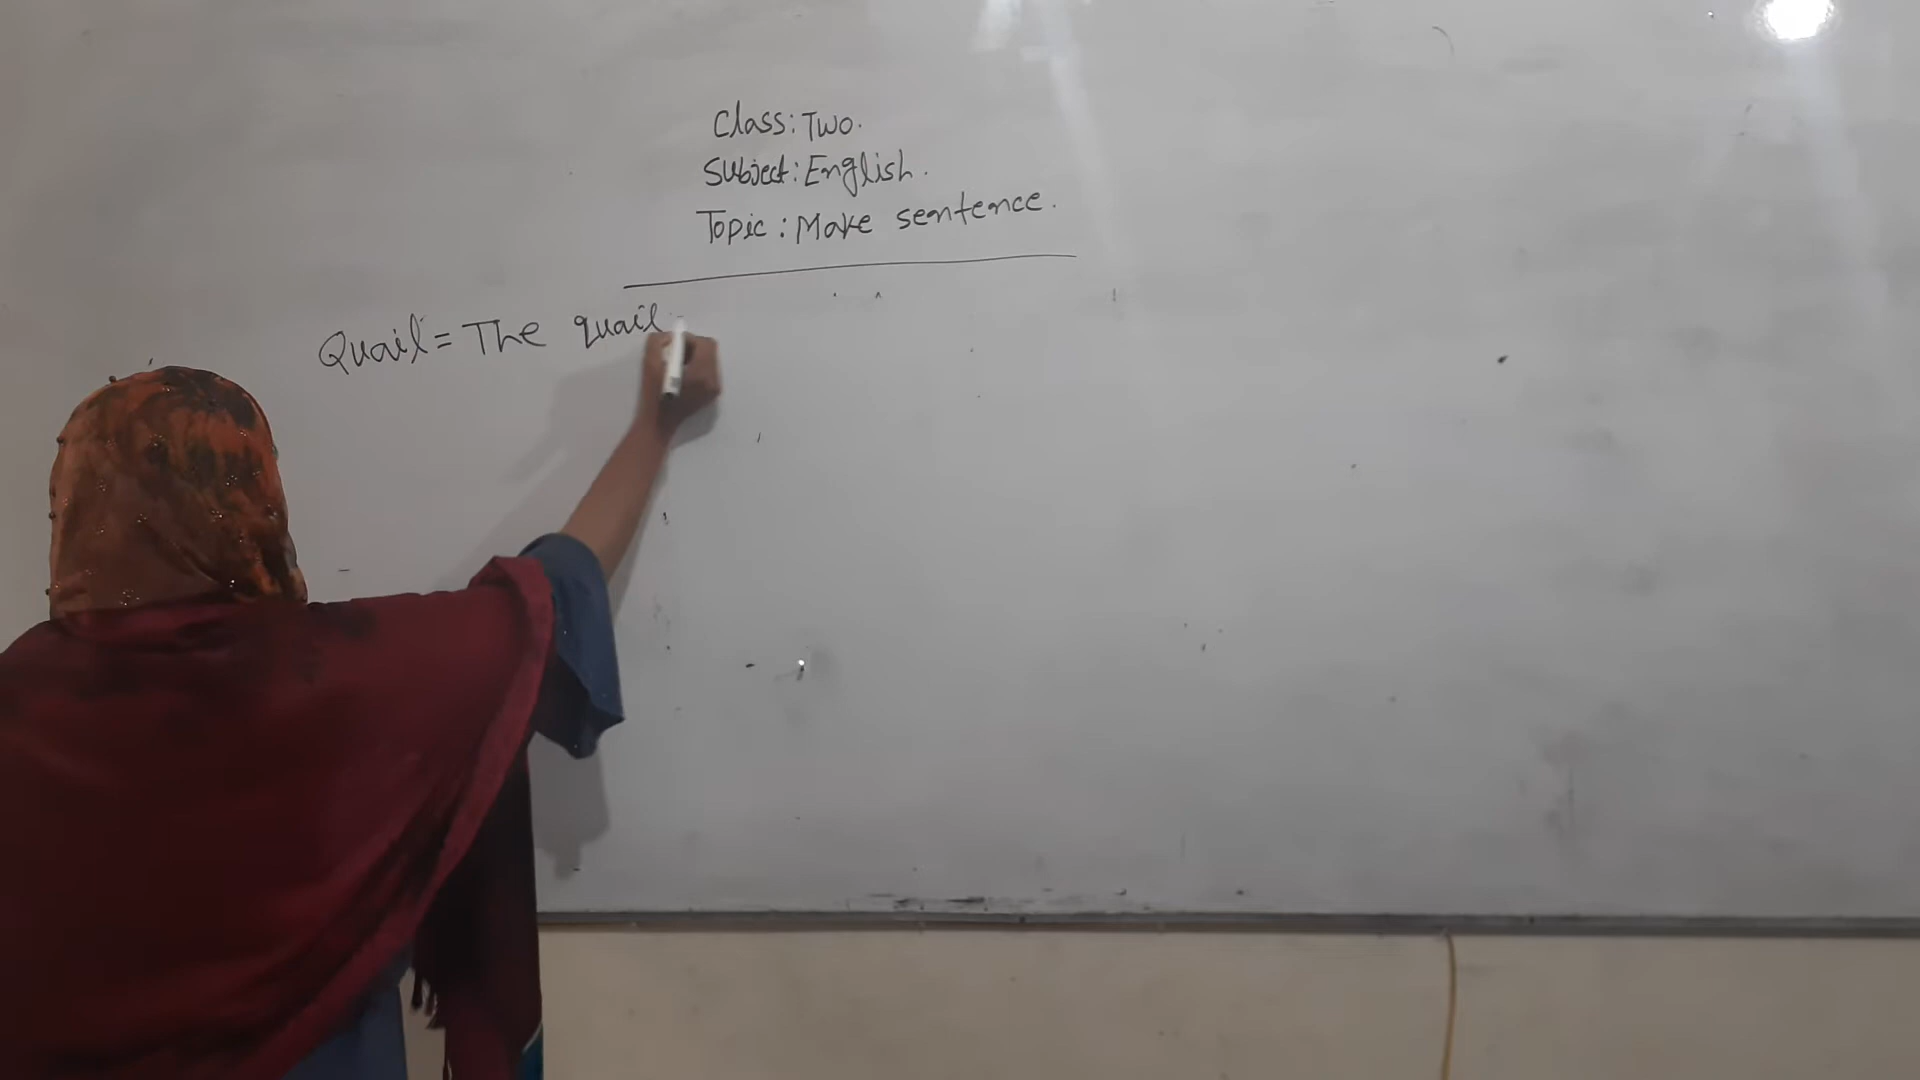 Class: Two.
Subject: English.
Topic: Make sentence.
Quail = The quail